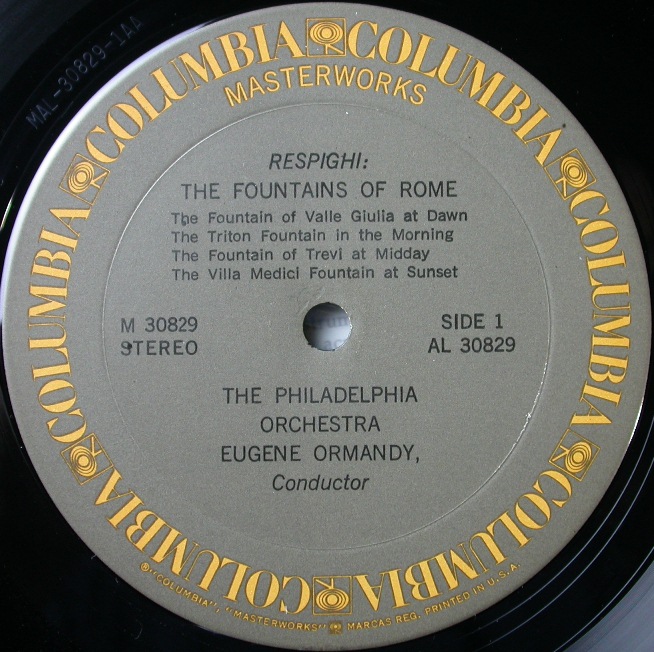 MAL-30829-1AA
COLUMBIA COLUMBIA COLUMBIA COLUMBIA COLUMBIA COLUMBIA
MASTERWORKS
RESPIGHI:
THE FOUNTAINS OF ROME
The Fountain of Valle Giulia at Dawn
The Triton Fountain in the Morning
The Fountain of Trevi at Midday
The Villa Medici Fountain at Sunset
M 30829
STEREO
SIDE 1
AL 30829
THE PHILADELPHIA
ORCHESTRA
EUGENE ORMANDY,
Conductor
® "COLUMBIA", "MASTERWORKS" MARCAS REG. PRINTED IN U.S.A.